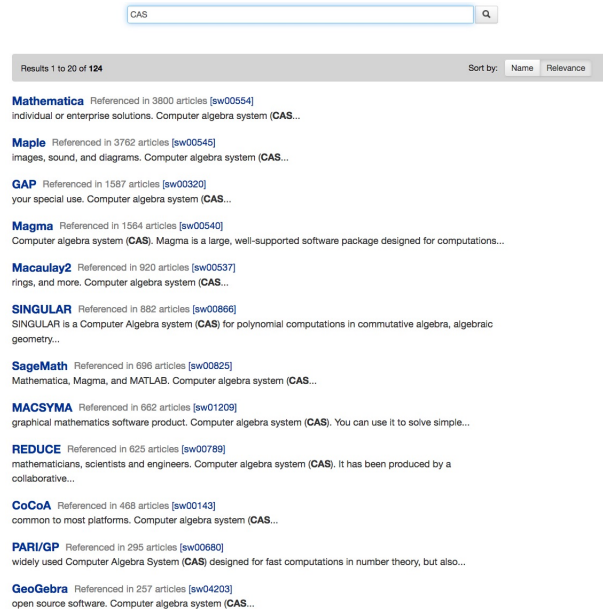 CAS
Results 1 to 20 of 124 Sort by: Name Relevance
Mathematica Referenced in 3800 articles [sw00554]
individual or enterprise solutions. Computer algebra system (CAS...
Maple Referenced in 3762 articles [sw00545]
images, sound, and diagrams. Computer algebra system (CAS...
GAP Referenced in 1587 articles [sw00320]
your special use. Computer algebra system (CAS...
Magma Referenced in 1564 articles [sw00540]
Computer algebra system (CAS). Magma is a large, well-supported software package designed for computations...
Macaulay2 Referenced in 920 articles [sw00537]
rings, and more. Computer algebra system (CAS...
SINGULAR Referenced in 882 articles [sw00866]
SINGULAR is a Computer Algebra system (CAS) for polynomial computations in commutative algebra, algebraic
geometry...
SageMath Referenced in 696 articles [sw00825]
Mathematica, Magma, and MATLAB. Computer algebra system (CAS...
MACSYMA Referenced in 662 articles [sw01209]
graphical mathematics software product. Computer algebra system (CAS). You can use it to solve simple...
REDUCE Referenced in 625 articles [sw00789]
mathematicians, scientists and engineers. Computer algebra system (CAS). It has been produced by a
collaborative...
CoCoA Referenced in 468 articles [sw00143]
common to most platforms. Computer algebra system (CAS...
PARI/GP Referenced in 295 articles [sw00680]
widely used Computer Algebra System (CAS) designed for fast computations in number theory, but also...
GeoGebra Referenced in 257 articles [sw04203]
open source software. Computer algebra system (CAS...